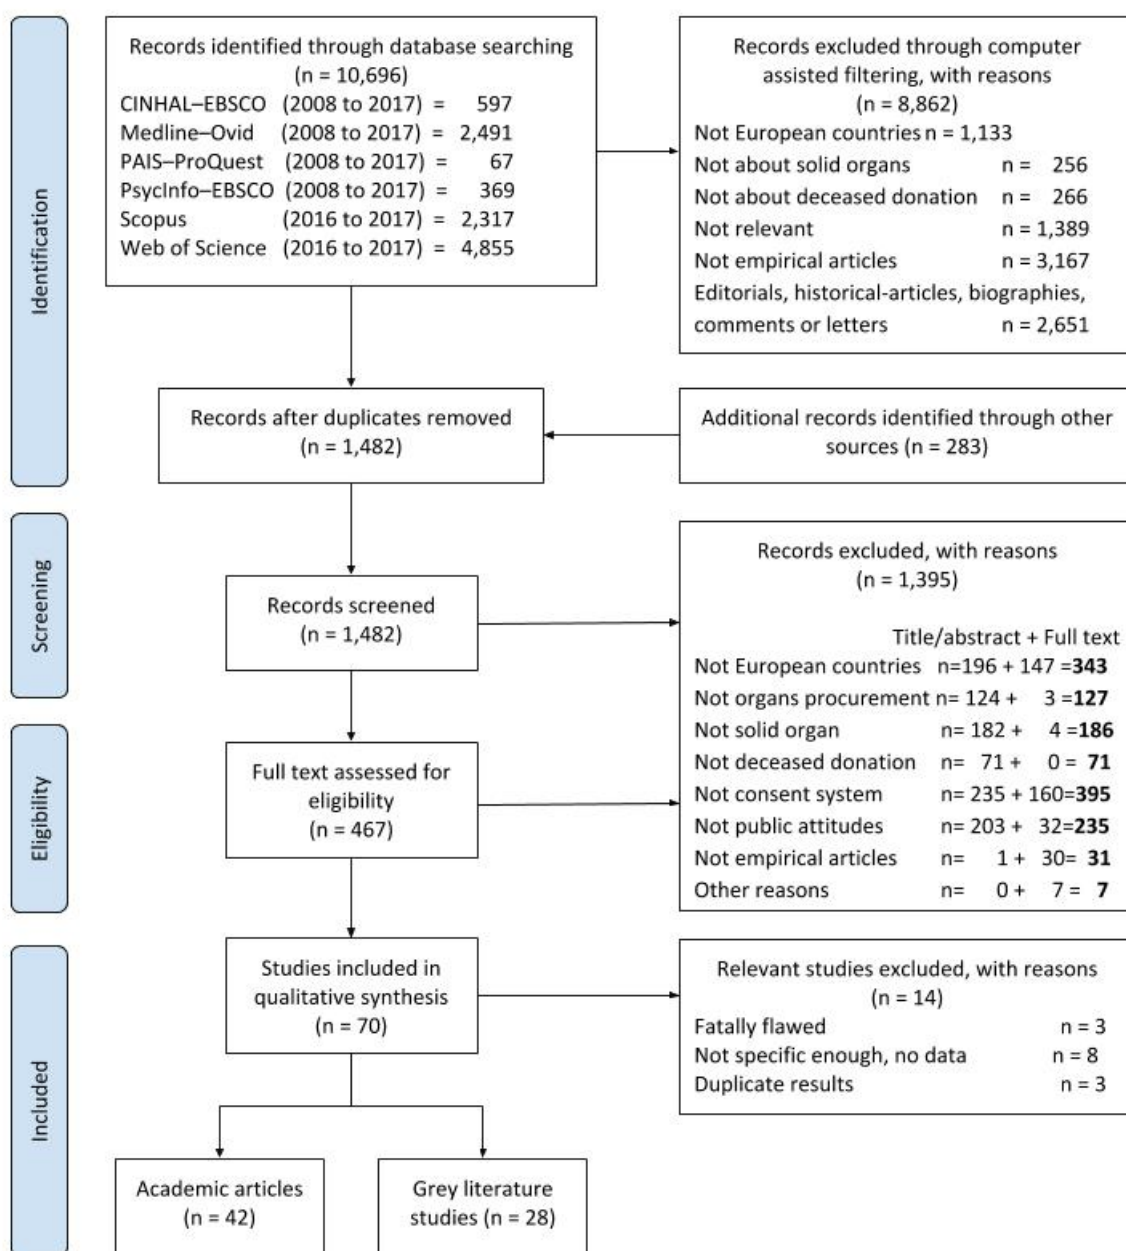 Identification
Records identified through database searching
(n = 10,696)
CINHAL–EBSCO (2008 to 2017) = 597
Medline–Ovid (2008 to 2017) = 2,491
PAIS–ProQuest (2008 to 2017) = 67
PsycInfo–EBSCO (2008 to 2017) = 369
Scopus (2016 to 2017) = 2,317
Web of Science (2016 to 2017) = 4,855
Records excluded through computer
assisted filtering, with reasons
(n = 8,862)
Not European countries n = 1,133
Not about solid organs n = 256
Not about deceased donation n = 266
Not relevant n = 1,389
Not empirical articles n = 3,167
Editorials, historical-articles, biographies,
comments or letters n = 2,651
Records after duplicates removed
(n = 1,482)
Additional records identified through other
sources (n = 283)
Screening
Records screened
(n = 1,482)
Records excluded, with reasons
(n = 1,395)
Title/abstract + Full text
Not European countries n=196 + 147 =343
Not organs procurement n= 124 + 3 =127
Not solid organ n= 182 + 4 =186
Not deceased donation n= 71 + 0 = 71
Not consent system n= 235 + 160=395
Not public attitudes n= 203 + 32=235
Not empirical articles n= 1 + 30= 31
Other reasons n= 0 + 7 = 7
Eligibility
Full text assessed for
eligibility
(n = 467)
Included
Studies included in
qualitative synthesis
(n = 70)
Relevant studies excluded, with reasons
(n = 14)
Fatally flawed n = 3
Not specific enough, no data n = 8
Duplicate results n = 3
Academic articles
(n = 42)
Grey literature
studies (n = 28)